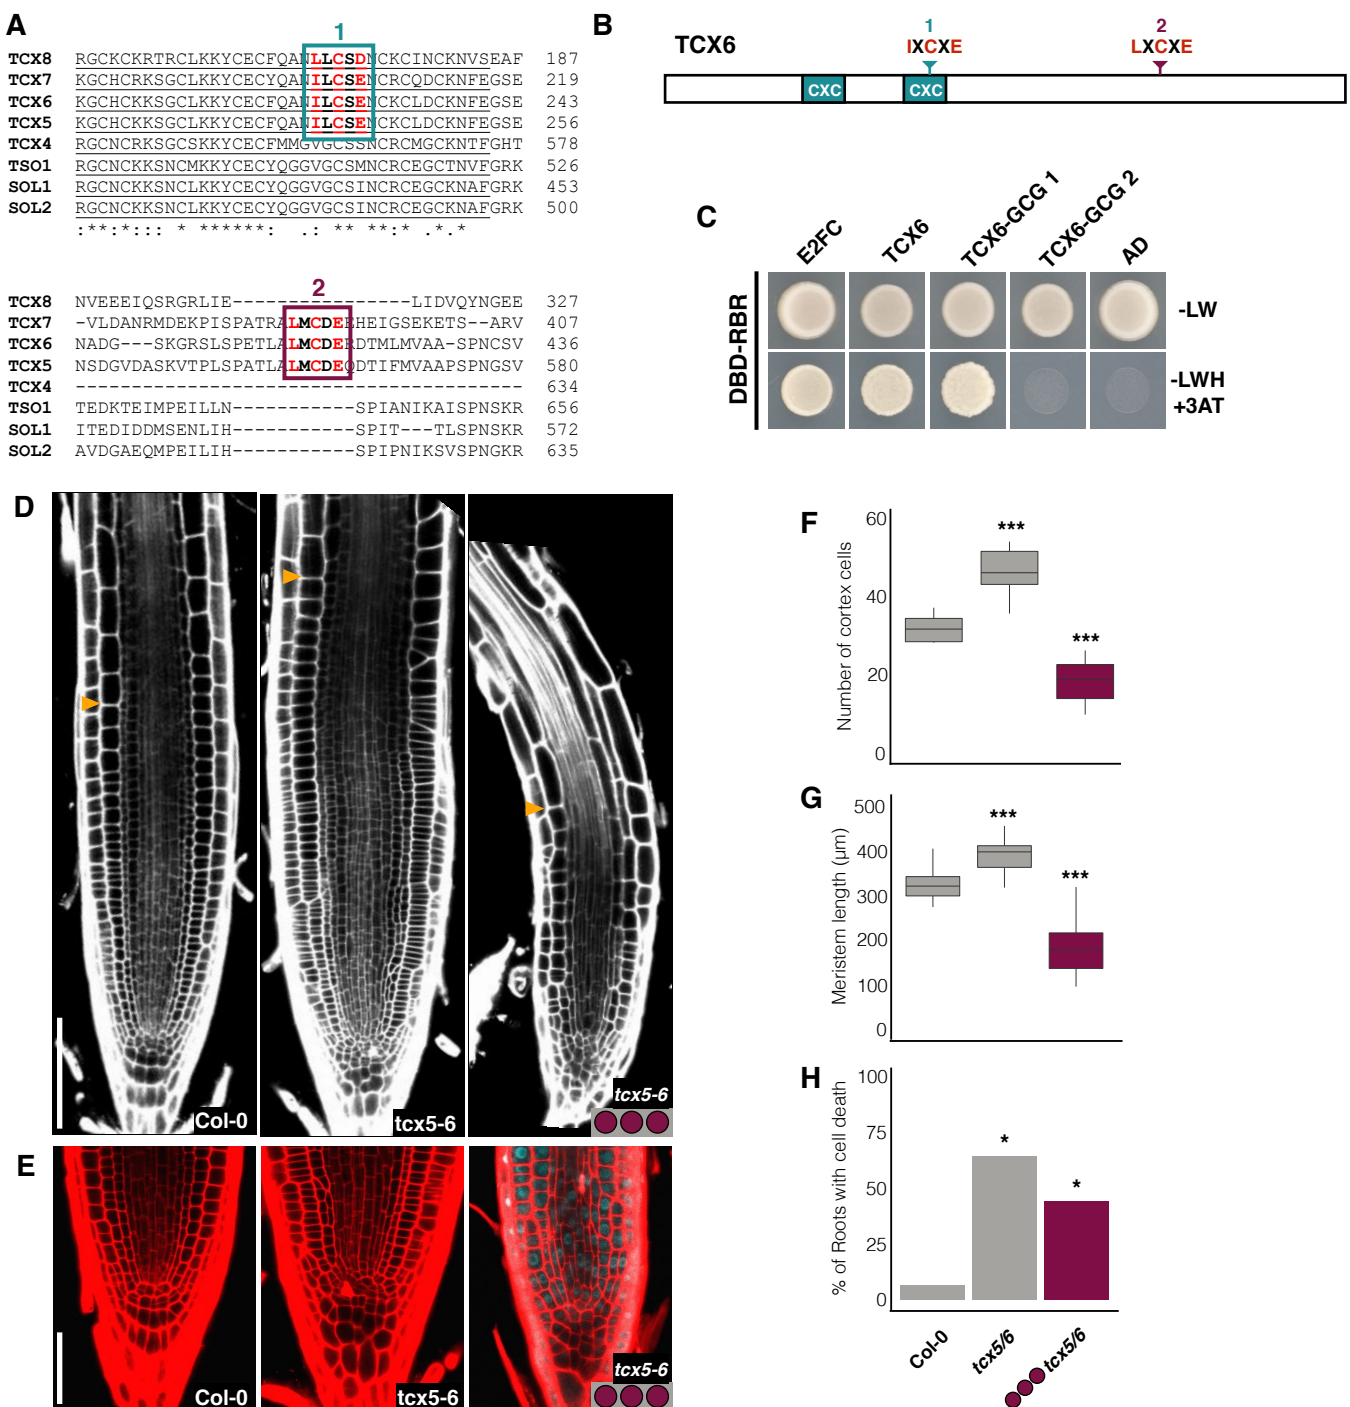 A
1
TCX8 RGCKCKRTRCLKKYCECFQANLLCSDNCKCINCKNVSEAF 187
TCX7 KGCHCRKSGCLKKYCECFQANILCSENCRCQDCKNFEGSE 219
TCX6 KGCHCKKSGCLKKYCECFQANILCSENCKCLDCKNFEGSE 243
TCX5 KGCHCKKSGCLKKYCECFQANILCSENCKCLDCKNFEGSE 256
TCX4 RGCNCRKSGCSKKYCECFMMGVGCSSNCRCMGCKNTFGHT 578
TSO1 RGCNCKKSNCMKKYCECYQGGVGCSMNCRCEGCTNVFGRK 526
SOL1 RGCNCKKSNCLKKYCECYQGGVGCSINCRCEGCKNAFGRK 453
SOL2 RGCNCKKSNCLKKYCECYQGGVGCSINCRCEGCKNAFGRK 500
:**:*::: * ******: .: ** **:* .*.*
2
TCX8 NVEEEIQSRGRLIE----------------LIDVQYNGEE 327
TCX7 -VLDANRMDEKPISPATRALMCDEEHEIGSEKETS--ARV 407
TCX6 NADG---SKGRSLSPETLALMCDERDTMLMVAA-SPNCSV 436
TCX5 NSDGVDASKVTPLSPATLALMCDEQDTIFMVAAPSPNGSV 580
TCX4 ---------------------------------------- 634
TSO1 TEDKTEIMPEILLN-----------SPIANIKAISPNSKR 656
SOL1 ITEDIDDMSENLIH-----------SPIT---TLSPNSKR 572
SOL2 AVDGAEQMPEILIH-----------SPIPNIKSVSPNGKR 635
B
TCX6
1
IXCXE
2
LXCXE
CXC CXC
C
E2FC TCX6 TCX6-GCG 1 TCX6-GCG 2 AD
DBD-RBR
-LW
-LWH
+3AT
D
Col-0
tcx5-6
tcx5-6
E
Col-0
tcx5-6
tcx5-6
F
Number of cortex cells
60
40
20
0
***
***
G
Meristem length (µm)
500
400
300
200
100
0
***
***
H
% of Roots with cell death
100
75
50
25
0
*
*
Col-0
tcx5/6
tcx5/6